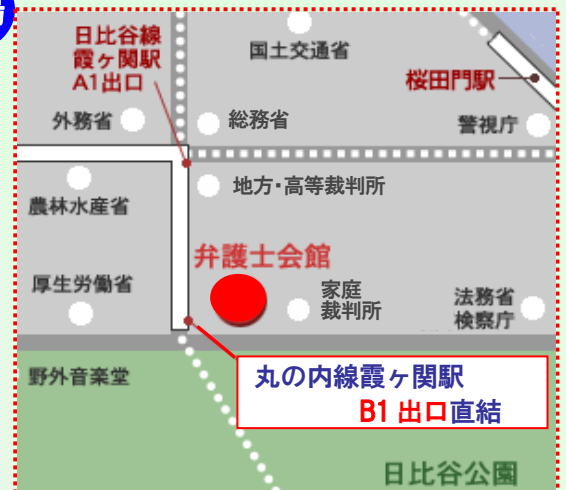 日比谷線
霞ヶ関駅
A1出口
国土交通省
桜田門駅
外務省
総務省
警視庁
地方・高等裁判所
農林水産省
弁護士会館
厚生労働省
家庭
裁判所
法務省
検察庁
丸の内線霞ヶ関駅
B1 出口直結
野外音楽堂
日比谷公園